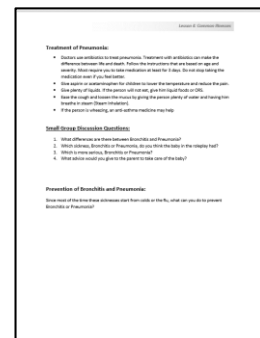 Lesson 6: Common Illnesses
Treatment of Pneumonia:
• Doctors use antibiotics to treat pneumonia. Treatment with antibiotics can make the
difference between life and death. Follow the instructions that are based on age and
severity. Most require you to take medication at least for 5 days. Do not stop taking the
medication even if you feel better.
• Give aspirin or acetaminophen for children to lower the temperature and reduce the pain.
• Give plenty of liquids. If the person will not eat, give him liquid foods or ORS.
• Ease the cough and loosen the mucus by giving the person plenty of water and having him
breathe in steam (Steam Inhalation).
• If the person is wheezing, an anti-asthma medicine may help
Small Group Discussion Questions:
1. What differences are there between Bronchitis and Pneumonia?
2. Which sickness, Bronchitis or Pneumonia, do you think the baby in the roleplay had?
3. Which is more serious, Bronchitis or Pneumonia?
4. What advice would you give to the parent to take care of the baby?
Prevention of Bronchitis and Pneumonia:
Since most of the time these sicknesses start from colds or the flu, what can you do to prevent
Bronchitis or Pneumonia?